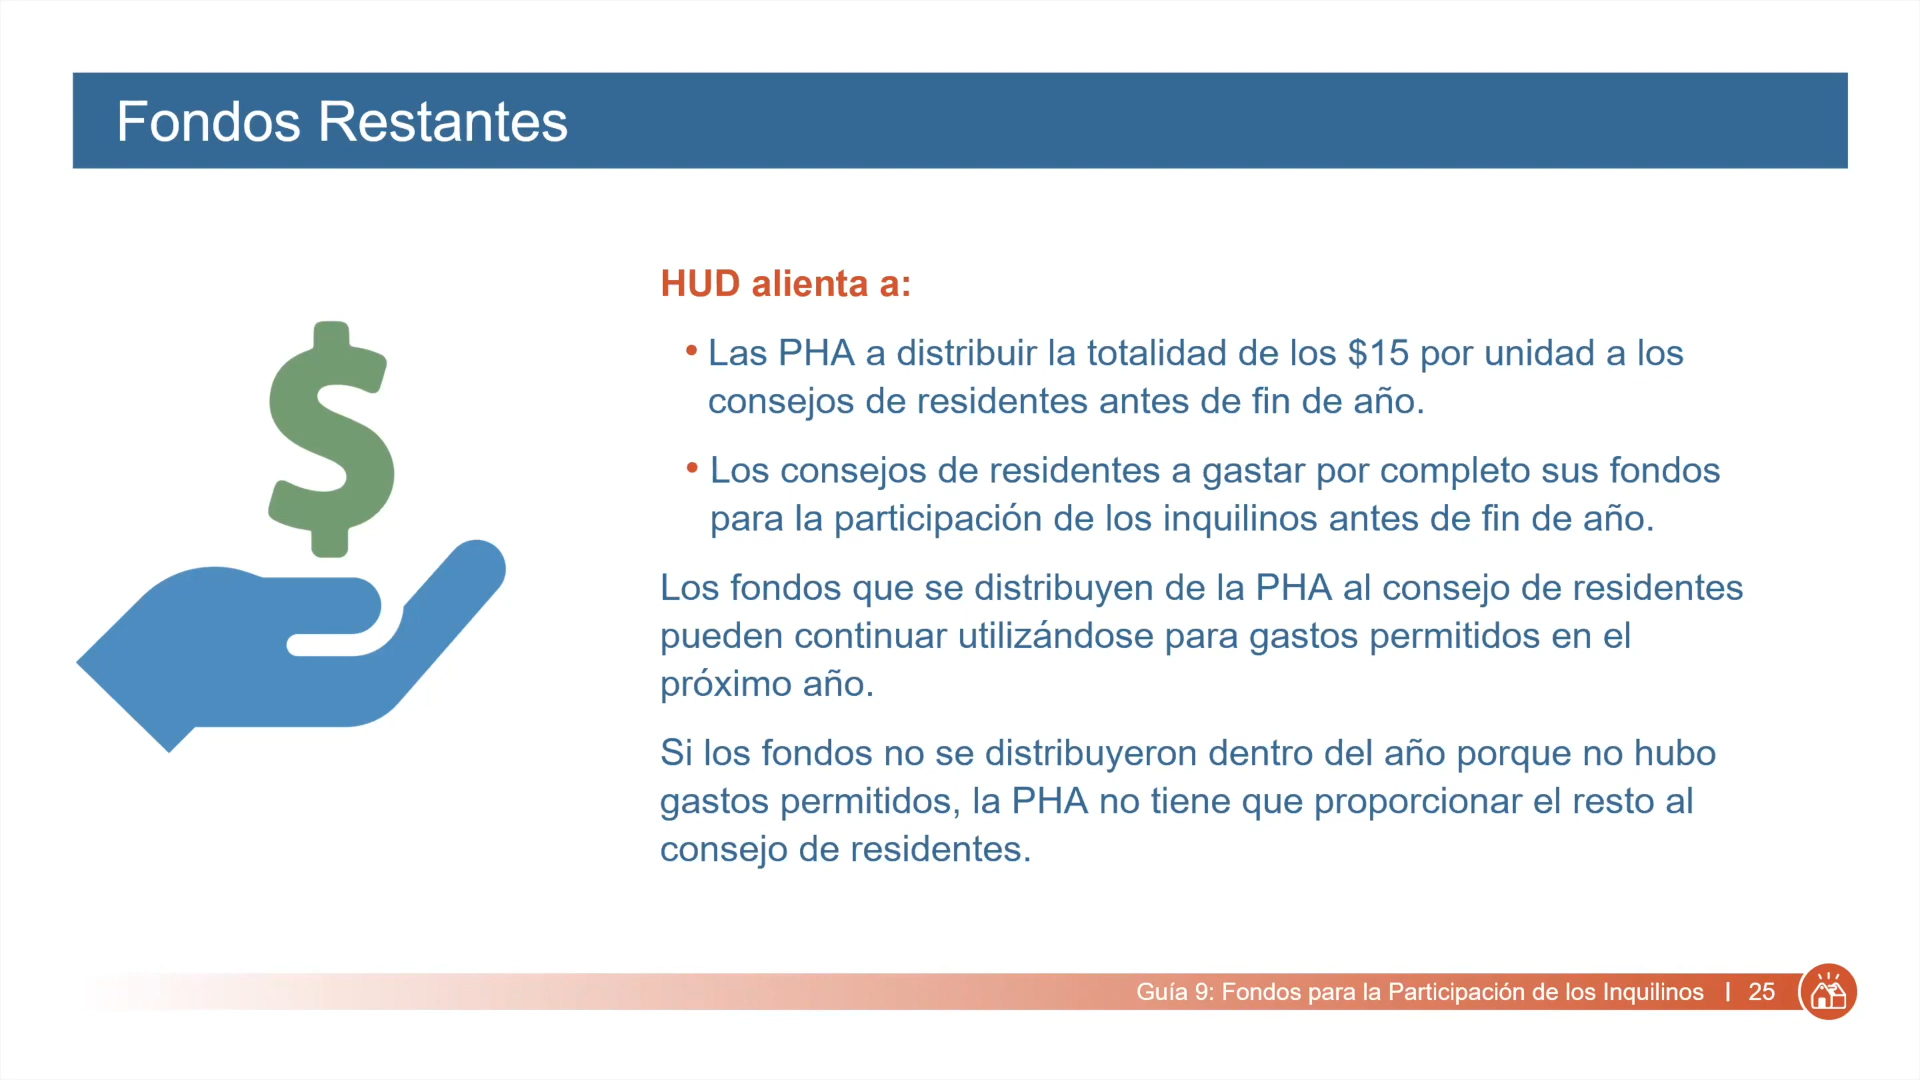 Fondos Restantes
$
HUD alienta a:
• Las PHA a distribuir la totalidad de los $15 por unidad a los
consejos de residentes antes de fin de año.
• Los consejos de residentes a gastar por completo sus fondos
para la participación de los inquilinos antes de fin de año.
Los fondos que se distribuyen de la PHA al consejo de residentes
pueden continuar utilizándose para gastos permitidos en el
próximo año.
Si los fondos no se distribuyeron dentro del año porque no hubo
gastos permitidos, la PHA no tiene que proporcionar el resto al
consejo de residentes.
Guía 9: Fondos para la Participación de los Inquilinos | 25